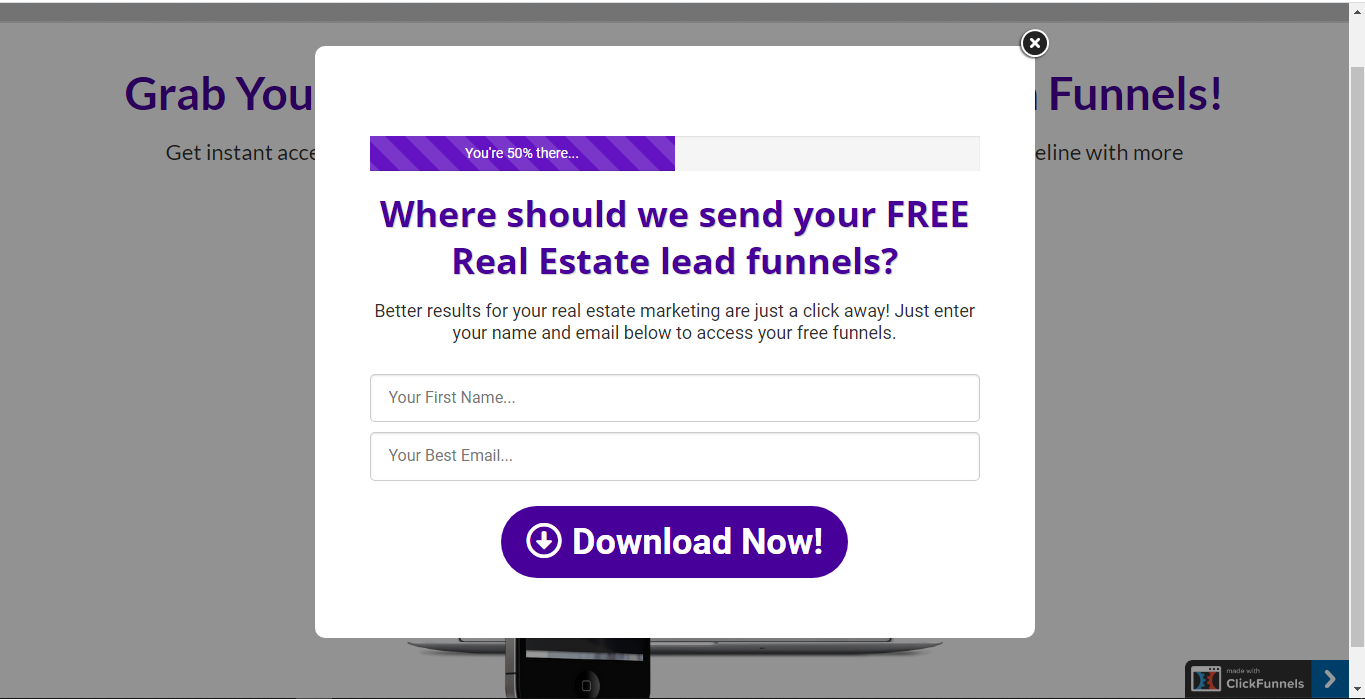 Grab You
Funnels!
Get instant acce
eline with more
You're 50% there...
Where should we send your FREE
Real Estate lead funnels?
Better results for your real estate marketing are just a click away! Just enter
your name and email below to access your free funnels.
Your First Name...
Your Best Email...
Download Now!
made with
ClickFunnels